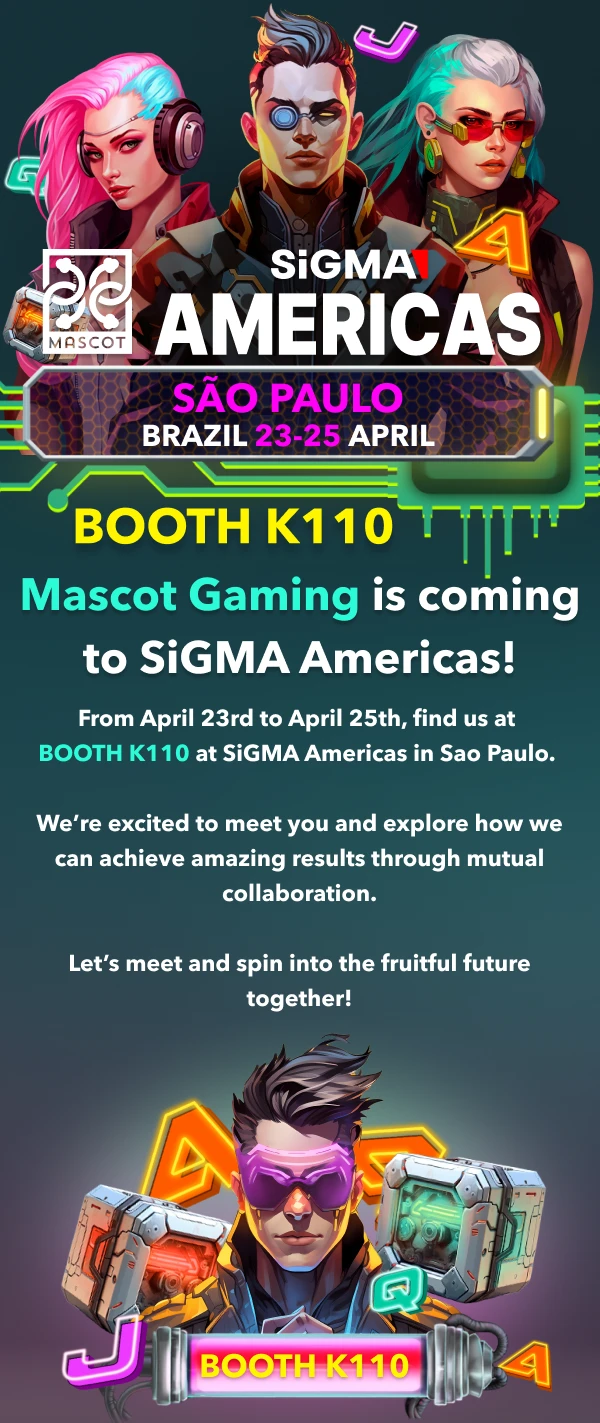 J
Q
A
MASCOT
SiGMA
AMERICAS
SÃO PAULO
BRAZIL 23-25 APRIL
BOOTH K110
Mascot Gaming is coming
to SiGMA Americas!
From April 23rd to April 25th, find us at
BOOTH K110 at SiGMA Americas in Sao Paulo.
We’re excited to meet you and explore how we
can achieve amazing results through mutual
collaboration.
Let’s meet and spin into the fruitful future
together!
A
A
Q
J
BOOTH K110
A